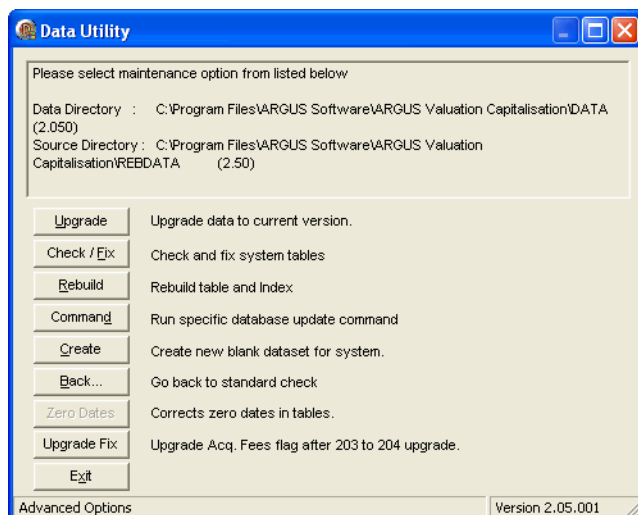 Data Utility
Please select maintenance option from listed below
Data Directory : C:\Program Files\ARGUS Software\ARGUS Valuation Capitalisation\DATA
(2.050)
Source Directory : C:\Program Files\ARGUS Software\ARGUS Valuation
Capitalisation\REBDATA (2.50)
Upgrade Upgrade data to current version.
Check / Fix Check and fix system tables
Rebuild Rebuild table and Index
Command Run specific database update command
Create Create new blank dataset for system.
Back... Go back to standard check
Zero Dates Corrects zero dates in tables.
Upgrade Fix Upgrade Acq. Fees flag after 203 to 204 upgrade.
Exit
Advanced Options Version 2.05.001